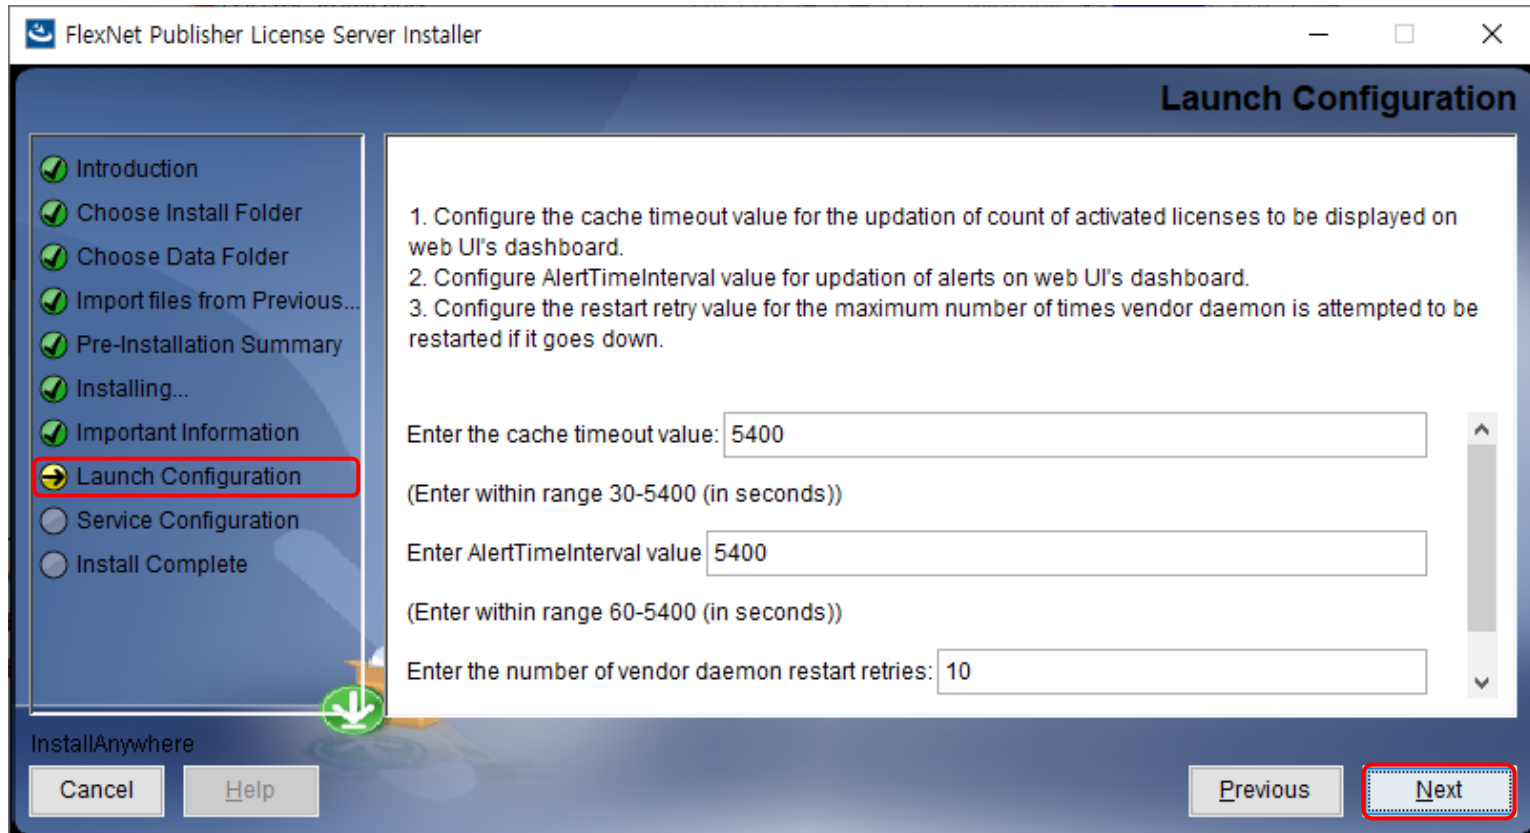 FlexNet Publisher License Server Installer
Launch Configuration
Introduction
Choose Install Folder
Choose Data Folder
Import files from Previous...
Pre-Installation Summary
Installing...
Important Information
Launch Configuration
Service Configuration
Install Complete
1. Configure the cache timeout value for the updation of count of activated licenses to be displayed on
web UI's dashboard.
2. Configure AlertTimeInterval value for updation of alerts on web UI's dashboard.
3. Configure the restart retry value for the maximum number of times vendor daemon is attempted to be
restarted if it goes down.
Enter the cache timeout value: 5400
(Enter within range 30-5400 (in seconds))
Enter AlertTimeInterval value 5400
(Enter within range 60-5400 (in seconds))
Enter the number of vendor daemon restart retries: 10
InstallAnywhere
Cancel
Help
Previous
Next